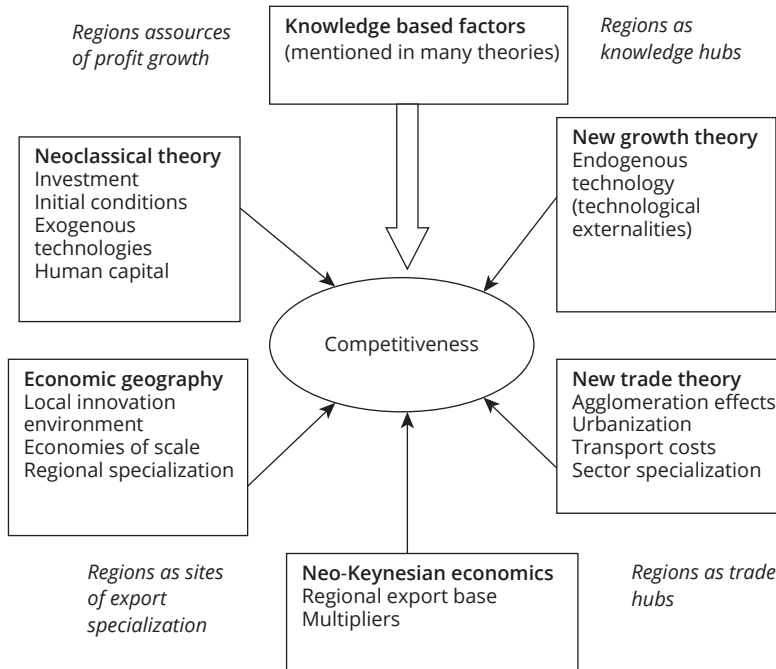 Regions assources
of profit growth
Knowledge based factors
(mentioned in many theories)
Regions as
knowledge hubs
Neoclassical theory
Investment
Initial conditions
Exogenous
technologies
Human capital
New growth theory
Endogenous
technology
(technological
externalities)
Competitiveness
Economic geography
Local innovation
environment
Economies of scale
Regional specialization
New trade theory
Agglomeration effects
Urbanization
Transport costs
Sector specialization
Regions as sites
of export
specialization
Neo-Keynesian economics
Regional export base
Multipliers
Regions as trade
hubs